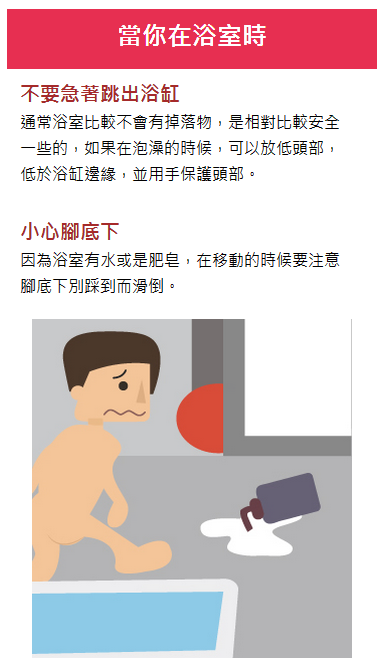 當你在浴室時
不要急著跳出浴缸
通常浴室比較不會有掉落物，是相對比較安全
一些的，如果在泡澡的時候，可以放低頭部，
低於浴缸邊緣，並用手保護頭部。
小心腳底下
因為浴室有水或是肥皂，在移動的時候要注意
腳底下別踩到而滑倒。